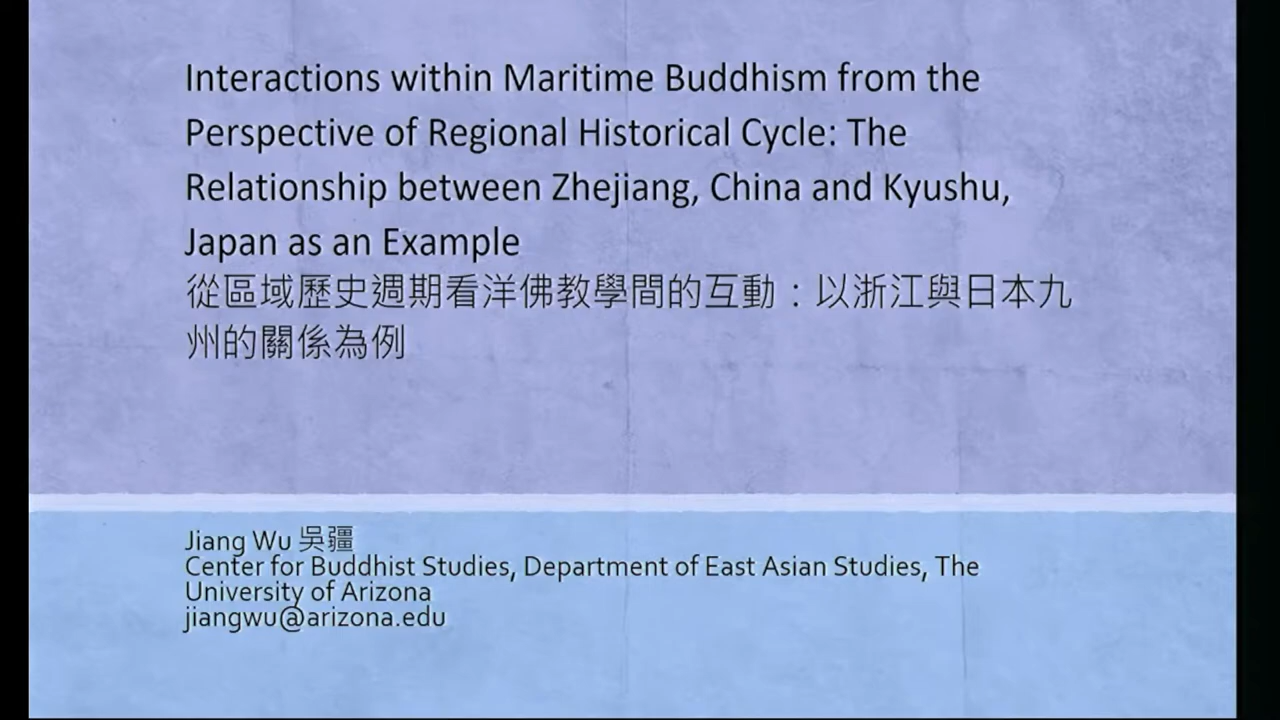 Interactions within Maritime Buddhism from the
Perspective of Regional Historical Cycle: The
Relationship between Zhejiang, China and Kyushu,
Japan as an Example
從區域歷史週期看洋佛教學間的互動：以浙江與日本九
州的關係為例
Jiang Wu 吳疆
Center for Buddhist Studies, Department of East Asian Studies, The
University of Arizona
jiangwu@arizona.edu